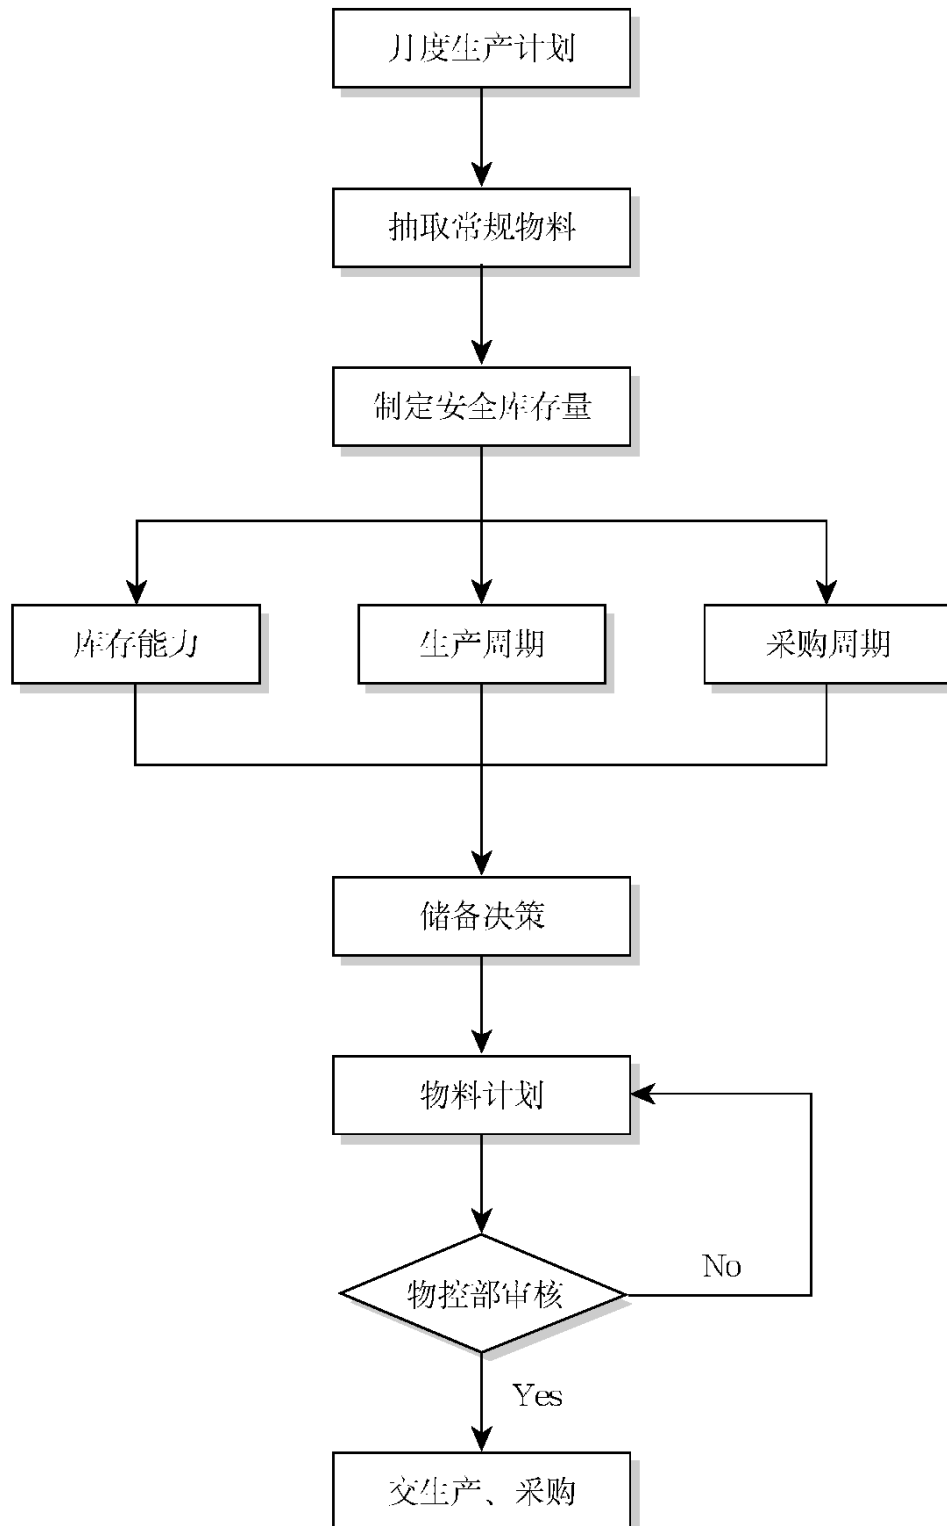 月度生产计划
抽取常规物料
制定安全库存量
库存能力
生产周期
采购周期
储备决策
物料计划
物控部审核
No
Yes
交生产、采购